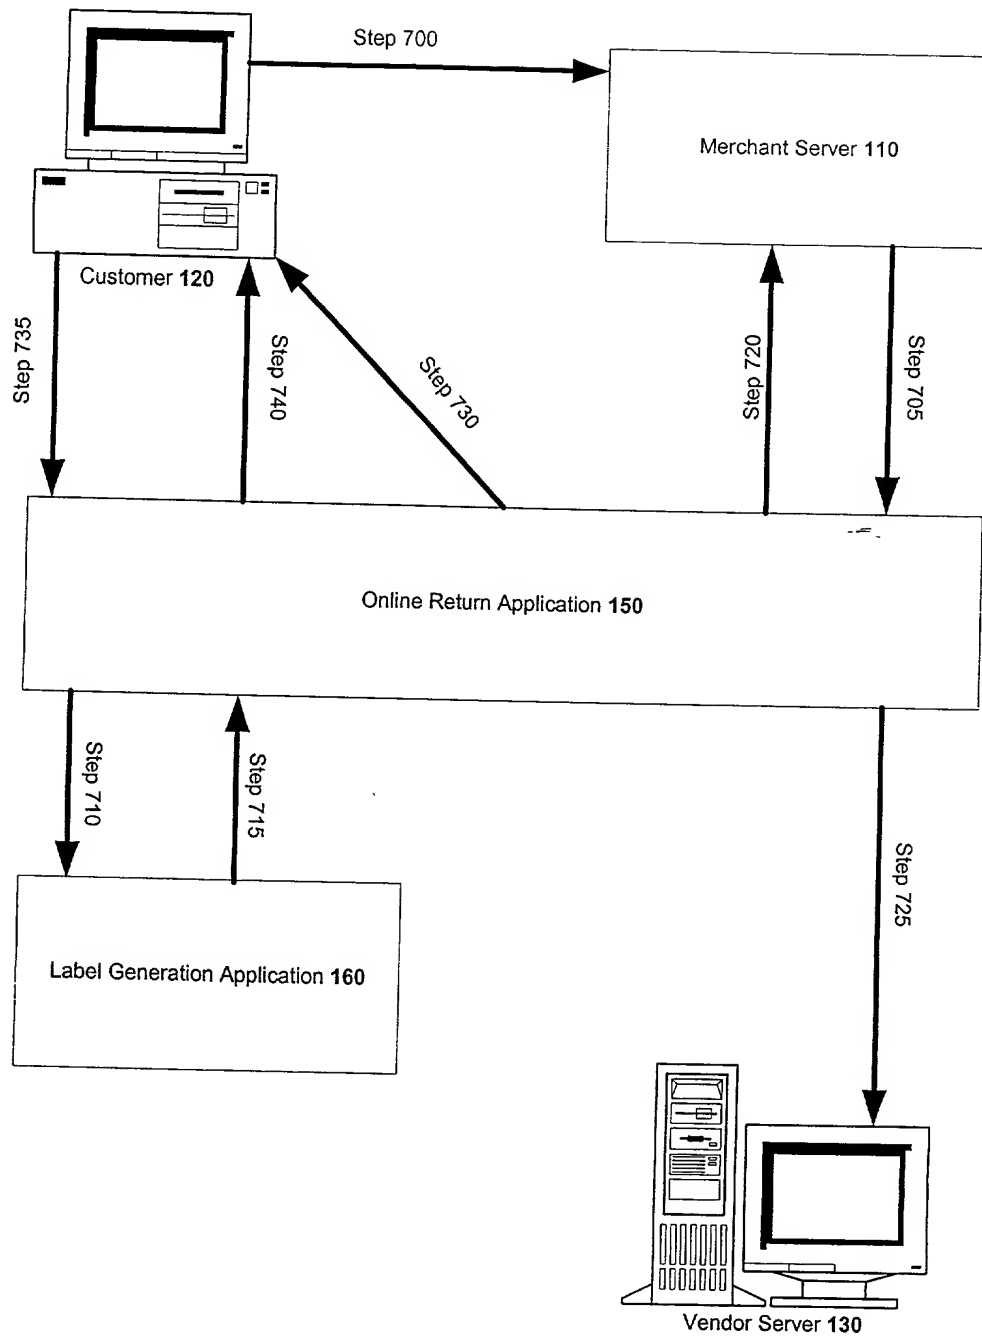 Step 700
Merchant Server 110
Customer 120
Step 735
Step 740
Step 730
Step 720
Step 705
Online Return Application 150
Step 710
Step 715
Step 725
Label Generation Application 160
Vendor Server 130